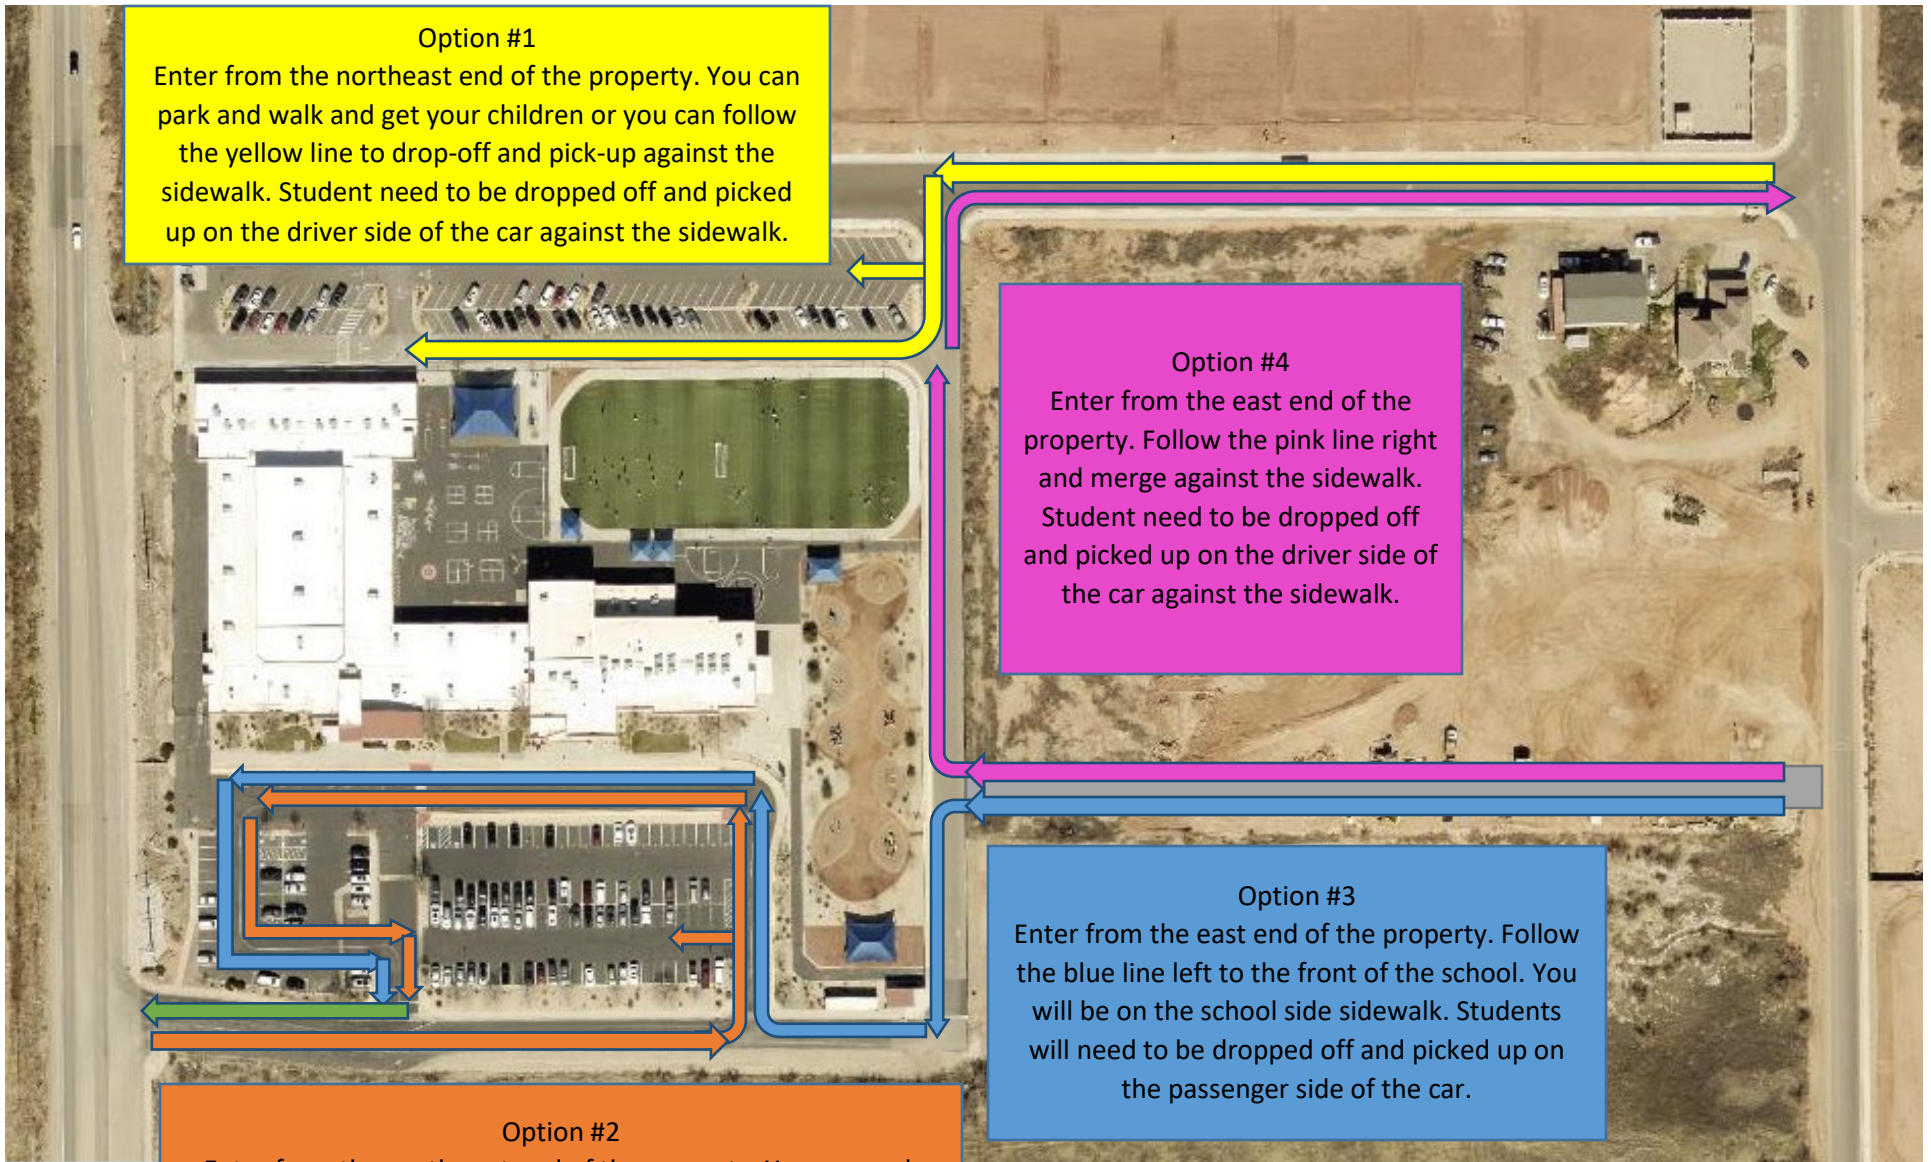 Option #1
Enter from the northeast end of the property. You can
park and walk and get your children or you can follow
the yellow line to drop-off and pick-up against the
sidewalk. Student need to be dropped off and picked
up on the driver side of the car against the sidewalk.
Option #4
Enter from the east end of the
property. Follow the pink line right
and merge against the sidewalk.
Student need to be dropped off
and picked up on the driver side of
the car against the sidewalk.
Option #3
Enter from the east end of the property. Follow
the blue line left to the front of the school. You
will be on the school side sidewalk. Students
will need to be dropped off and picked up on
the passenger side of the car.
Option #2